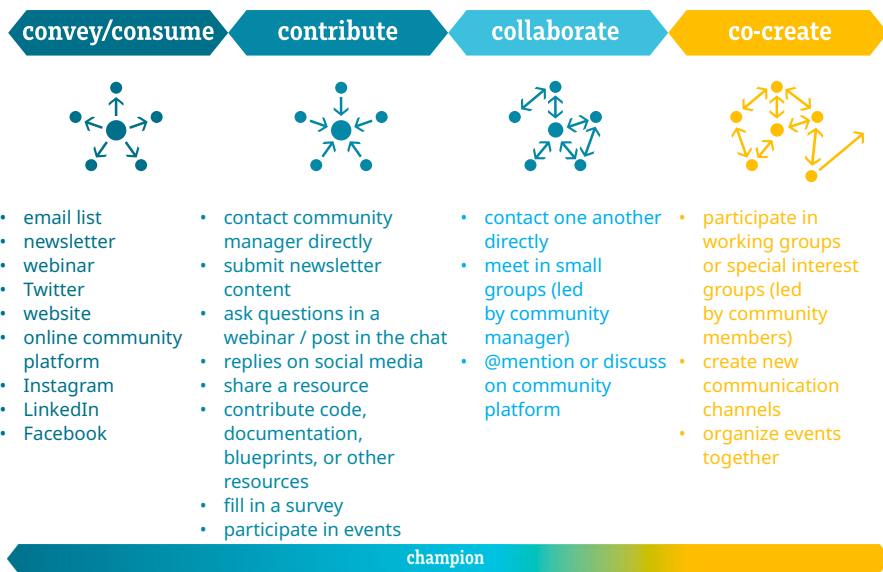 convey/consume
contribute
collaborate
co-create
• email list
• newsletter
• webinar
• Twitter
• website
• online community
platform
• Instagram
• LinkedIn
• Facebook
• contact community
manager directly
• submit newsletter
content
• ask questions in a
webinar / post in the chat
• replies on social media
• share a resource
• contribute code,
documentation,
blueprints, or other
resources
• fill in a survey
• participate in events
• contact one another
directly
• meet in small
groups (led
by community
manager)
• @mention or discuss
on community
platform
• participate in
working groups
or special interest
groups (led
by community
members)
• create new
communication
channels
• organize events
together
champion